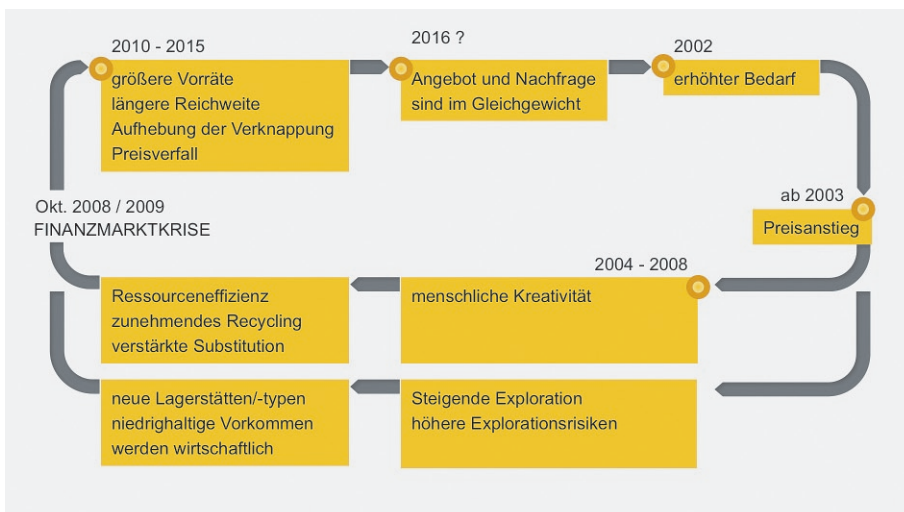 2010 - 2015
größere Vorräte
längere Reichweite
Aufhebung der Verknappung
Preisverfall
2016 ?
Angebot und Nachfrage
sind im Gleichgewicht
2002
erhöhter Bedarf
ab 2003
Preisanstieg
2004 - 2008
menschliche Kreativität
Steigende Exploration
höhere Explorationsrisiken
Ressourceneffizienz
zunehmendes Recycling
verstärkte Substitution
neue Lagerstätten/-typen
niedrighaltige Vorkommen
werden wirtschaftlich
Okt. 2008 / 2009
FINANZMARKTKRISE